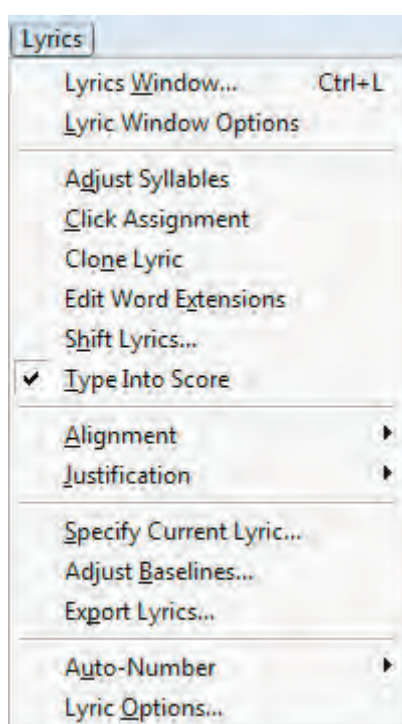 Lyrics
Lyrics Window... Ctrl+L
Lyric Window Options
Adjust Syllables
Click Assignment
Clone Lyric
Edit Word Extensions
Shift Lyrics...
Type Into Score
Alignment
Justification
Specify Current Lyric...
Adjust Baselines...
Export Lyrics...
Auto-Number
Lyric Options...